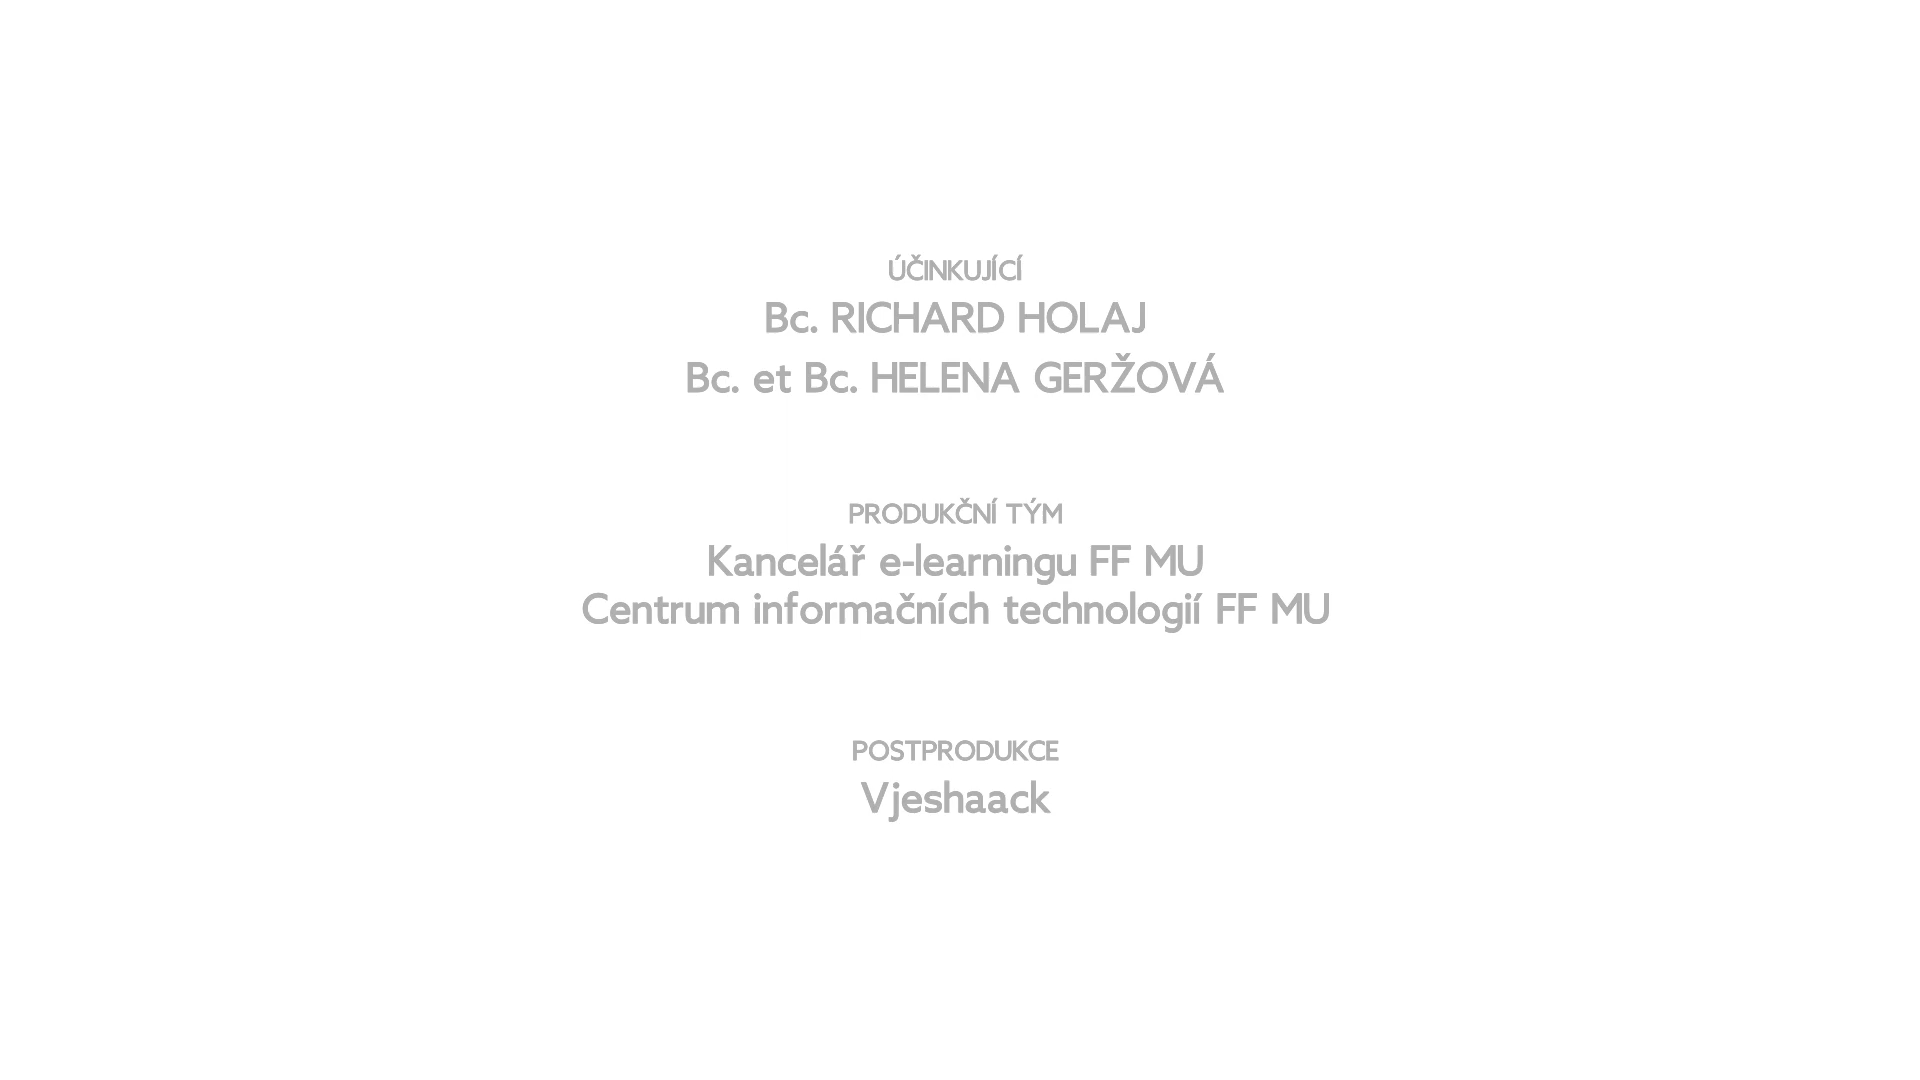 ÚČINKUJÍCÍ
Bc. RICHARD HOLAJ
Bc. et Bc. HELENA GERŽOVÁ
PRODUKČNÍ TÝM
Kancelář e-learningu FF MU
Centrum informačních technologií FF MU
POSTPRODUKCE
Vjeshaack